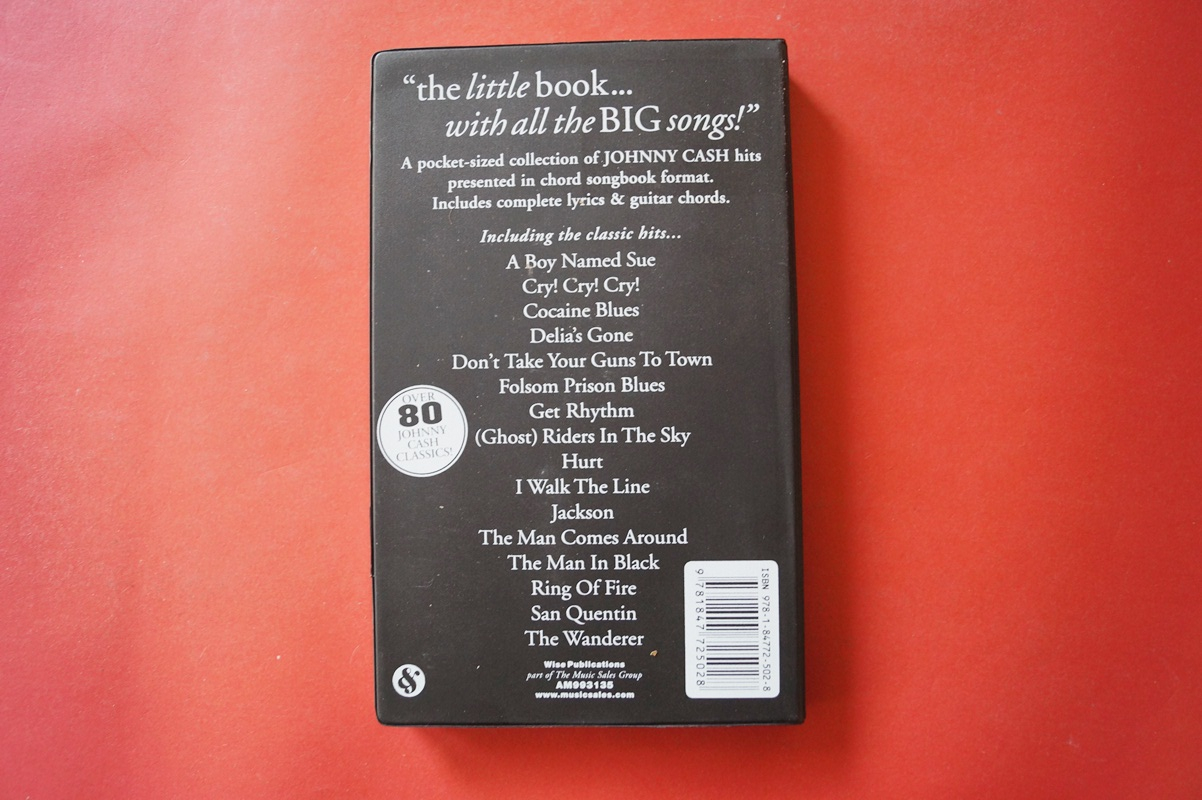 “the little book...
with all the BIG songs!”
A pocket-sized collection of JOHNNY CASH hits
presented in chord songbook format.
Includes complete lyrics & guitar chords.
Including the classic hits...
A Boy Named Sue
Cry! Cry! Cry!
Cocaine Blues
Delia’s Gone
Don’t Take Your Guns To Town
Folsom Prison Blues
Get Rhythm
(Ghost) Riders In The Sky
Hurt
I Walk The Line
Jackson
The Man Comes Around
The Man In Black
Ring Of Fire
San Quentin
The Wanderer
OVER
80
JOHNNY
CASH
CLASSICS!
&
Wise Publications
part of The Music Sales Group
AM993135
www.musicsales.com
ISBN 978-1-84772-502-8
9 781847 725028